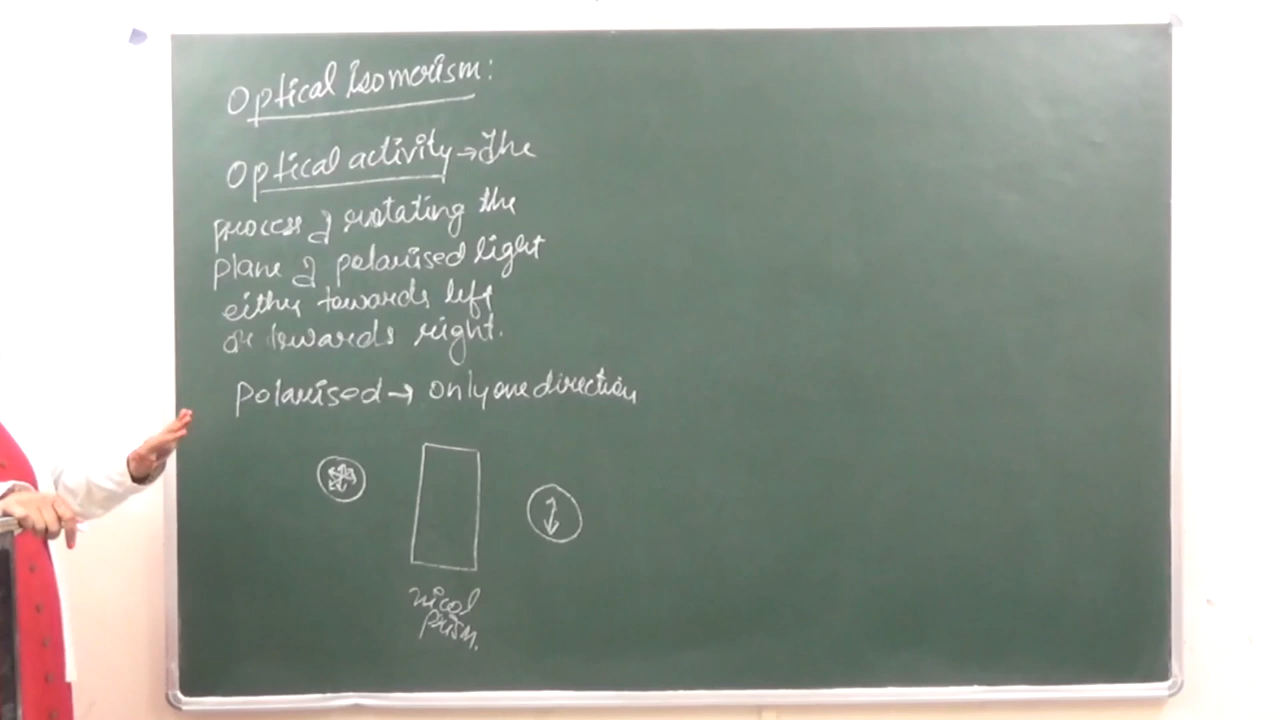 Optical isomerism:
Optical activity → The
process of rotating the
plane of polarised light
either towards left
or towards right.
Polarised → only one direction
nicol
prism.